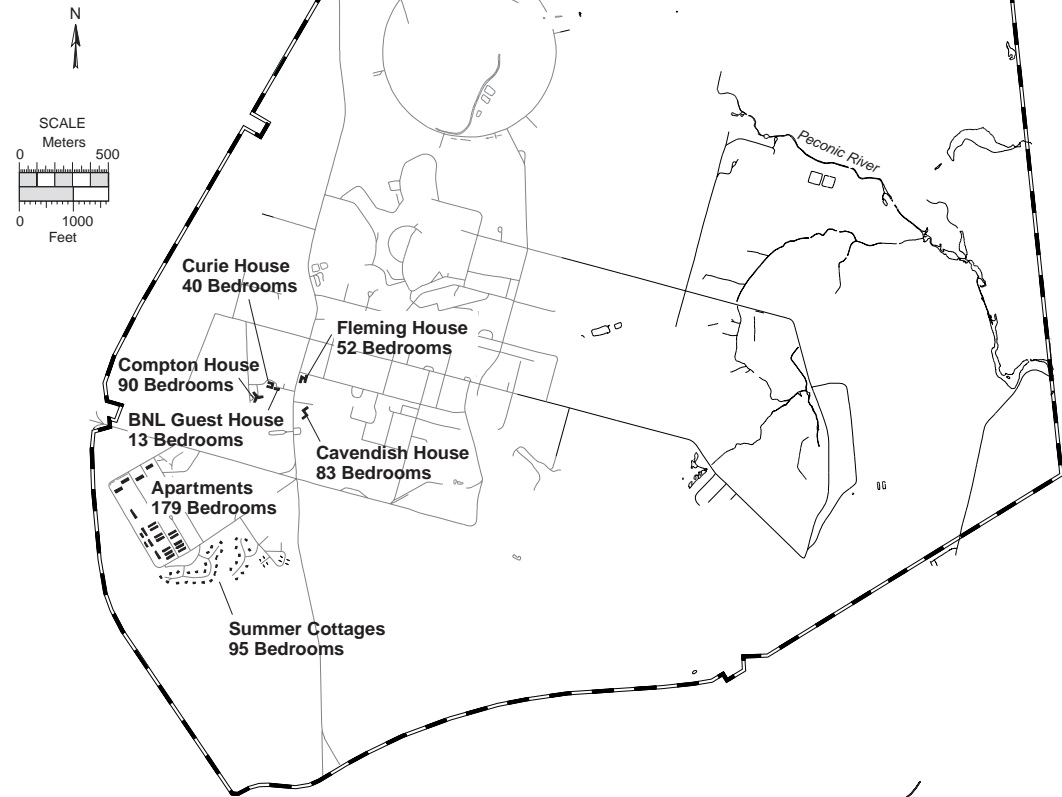 N
SCALE
Meters
0 500
0 1000
Feet
Peconic River
Curie House
40 Bedrooms
Fleming House
52 Bedrooms
Compton House
90 Bedrooms
BNL Guest House
13 Bedrooms
Cavendish House
83 Bedrooms
Apartments
179 Bedrooms
Summer Cottages
95 Bedrooms